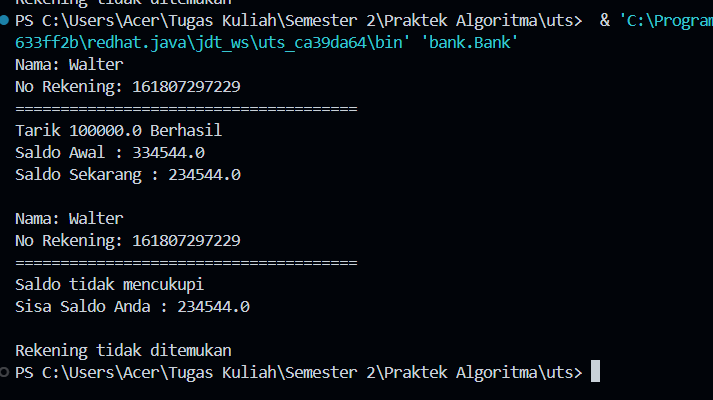 Rekening tidak ditemukan
PS C:\Users\Acer\Tugas Kuliah\Semester 2\Praktek Algoritma\uts>  & 'C:\Program
633ff2b\redhat.java\jdt_ws\uts_ca39da64\bin' 'bank.Bank'
Nama: Walter
No Rekening: 161807297229
======================================
Tarik 100000.0 Berhasil
Saldo Awal : 334544.0
Saldo Sekarang : 234544.0

Nama: Walter
No Rekening: 161807297229
======================================
Saldo tidak mencukupi
Sisa Saldo Anda : 234544.0

Rekening tidak ditemukan
PS C:\Users\Acer\Tugas Kuliah\Semester 2\Praktek Algoritma\uts>